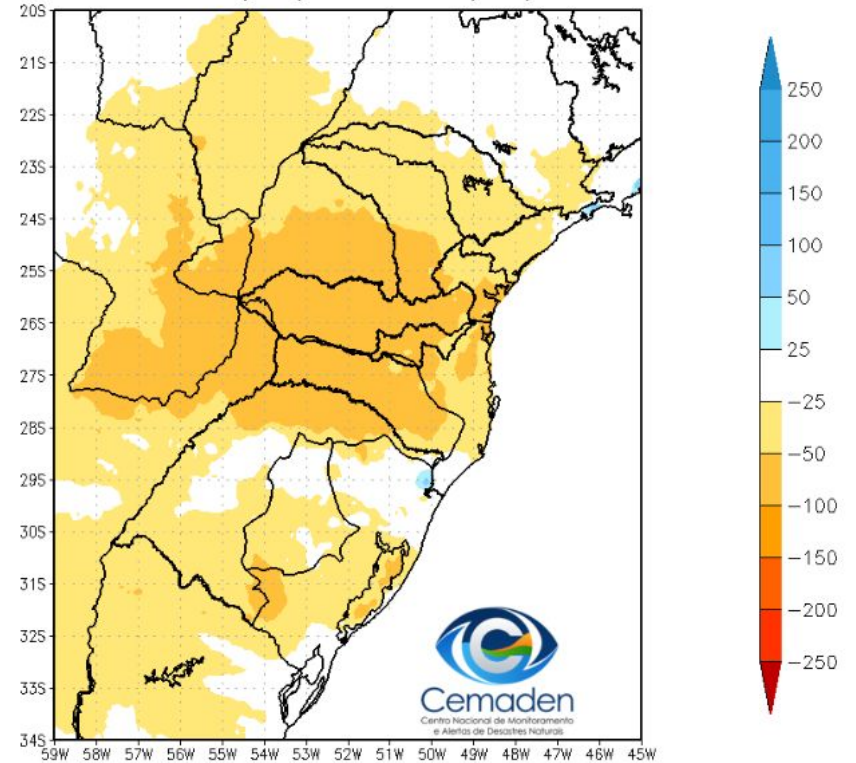 20S
21S
22S
23S
24S
25S
26S
27S
28S
29S
30S
31S
32S
33S
34S
59W 58W 57W 56W 55W 54W 53W 52W 51W 50W 49W 48W 47W 46W 45W
250
200
150
100
50
25
−25
−50
−100
−150
−200
−250
Cemaden
Centro Nacional de Monitoramento
e Alertas de Desastres Naturais